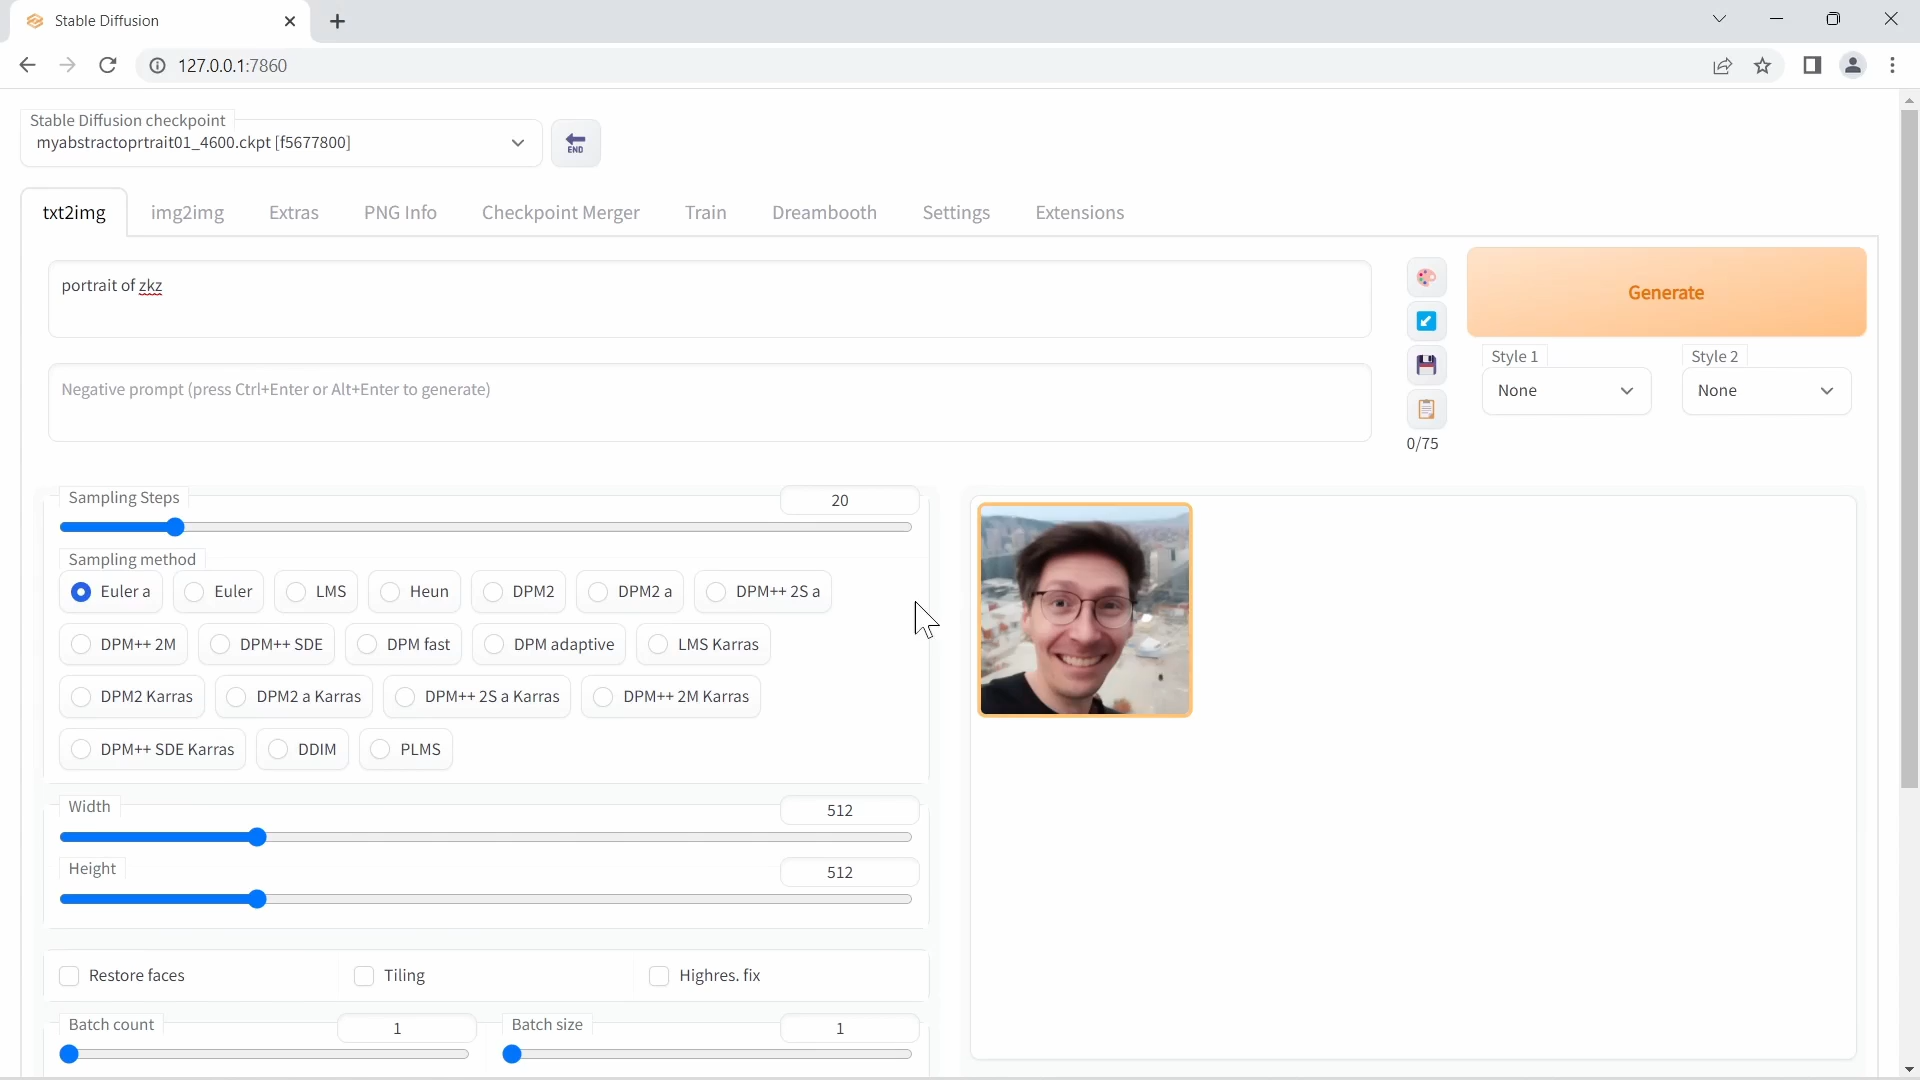 Stable Diffusion
127.0.0.1:7860
Stable Diffusion checkpoint
myabstractoprtrait01_4600.ckpt [f5677800]
END
txt2img img2img Extras PNG Info Checkpoint Merger Train Dreambooth Settings Extensions
portrait of zkz
Generate
Negative prompt (press Ctrl+Enter or Alt+Enter to generate)
Style 1 Style 2
None None
0/75
Sampling Steps 20
Sampling method
Euler a Euler LMS Heun DPM2 DPM2 a DPM++ 2S a
DPM++ 2M DPM++ SDE DPM fast DPM adaptive LMS Karras
DPM2 Karras DPM2 a Karras DPM++ 2S a Karras DPM++ 2M Karras
DPM++ SDE Karras DDIM PLMS
Width 512
Height 512
Restore faces Tiling Highres. fix
Batch count 1 Batch size 1